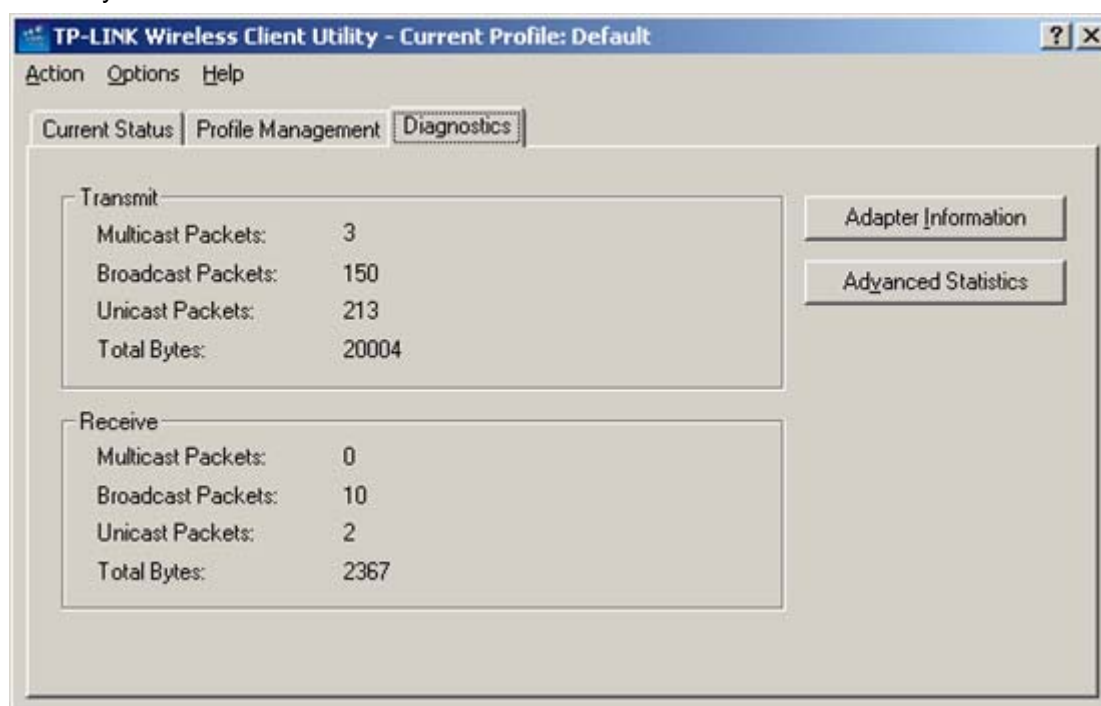 TP-LINK Wireless Client Utility - Current Profile: Default
Action Options Help
Current Status Profile Management Diagnostics
Transmit
Multicast Packets: 3
Broadcast Packets: 150
Unicast Packets: 213
Total Bytes: 20004
Adapter Information
Advanced Statistics
Receive
Multicast Packets: 0
Broadcast Packets: 10
Unicast Packets: 2
Total Bytes: 2367